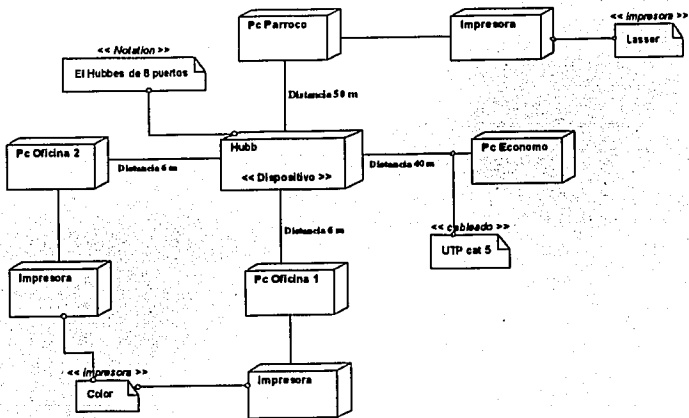 Pc Parroco
Impresora
<< impresora >>
Lasser
<< Notation >>
El Hubbes de 8 puertos
Distancia 50 m
Pc Oficina 2
Distancia 6 m
Hubb
<< Dispositivo >>
Distancia 40 m
Pc Economo
<< cableado >>
UTP cat 5
Distancia 6 m
Impresora
Pc Oficina 1
<< impresora >>
Color
Impresora